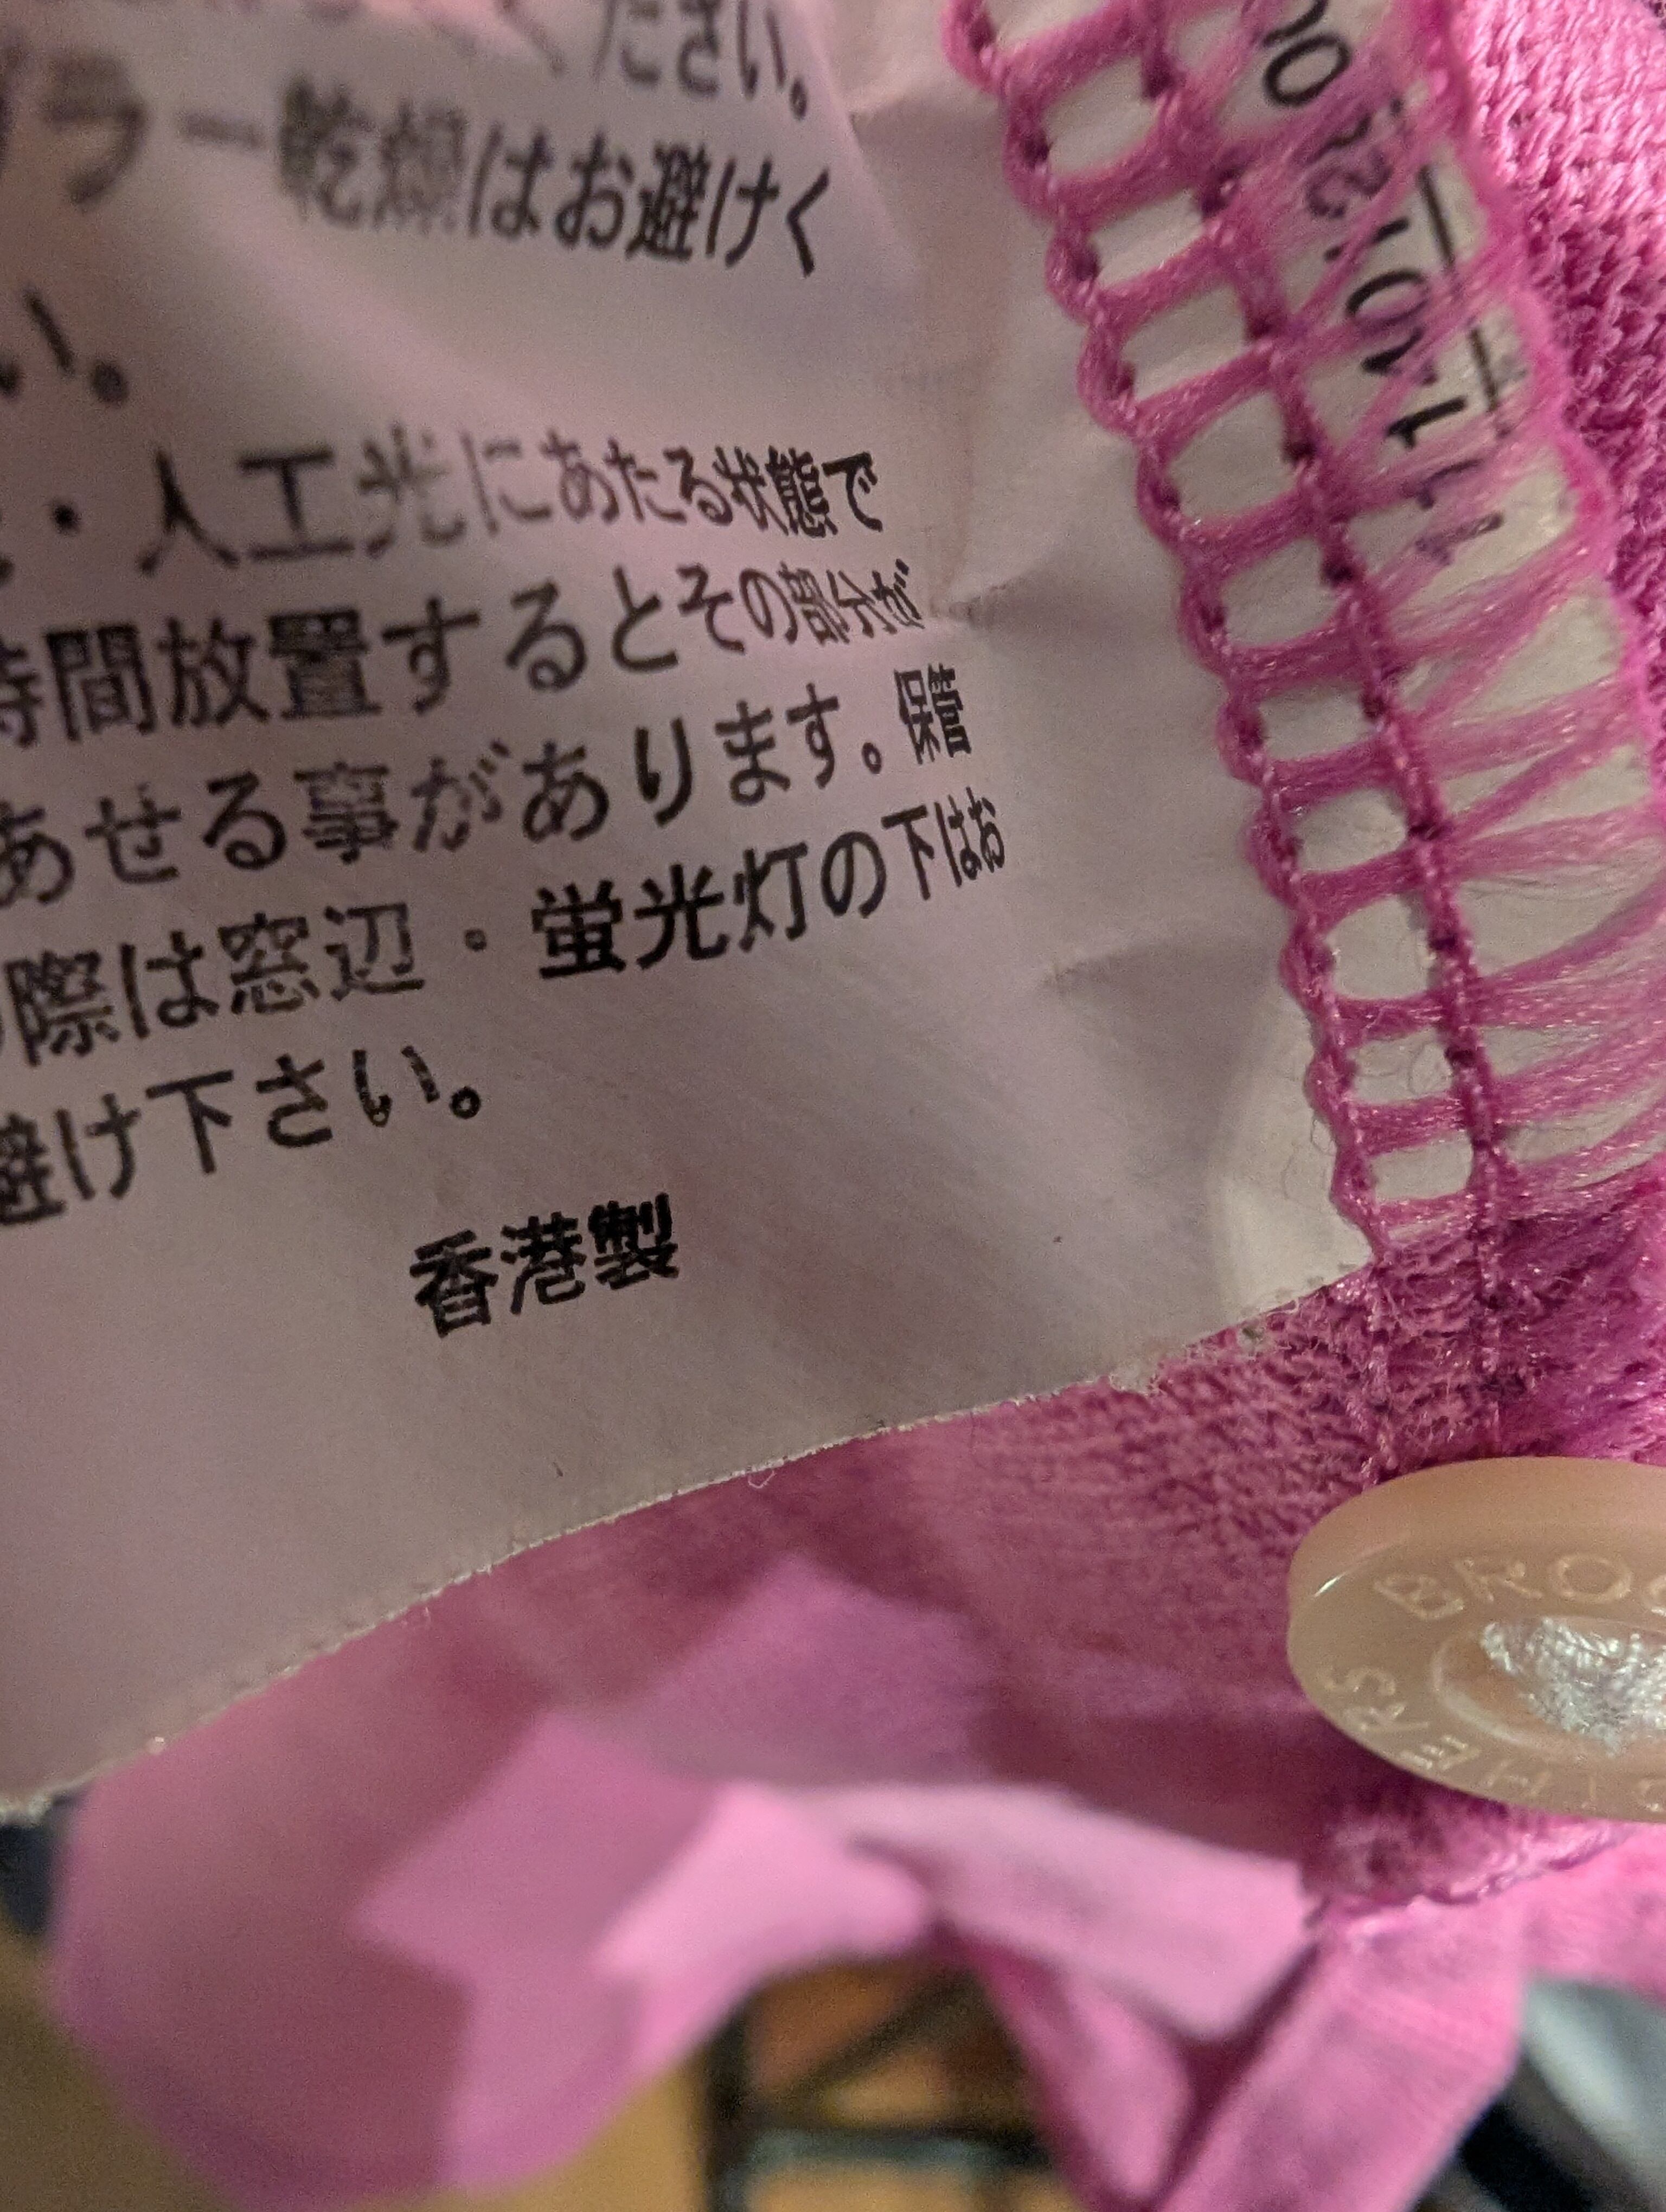 ださい。
ラー乾燥はお避けく
い。
・人工光にあたる状態で
時間放置するとその部分が
あせる事があります。保管
の際は窓辺・蛍光灯の下はお
避け下さい。
香港製
BROO
HERS